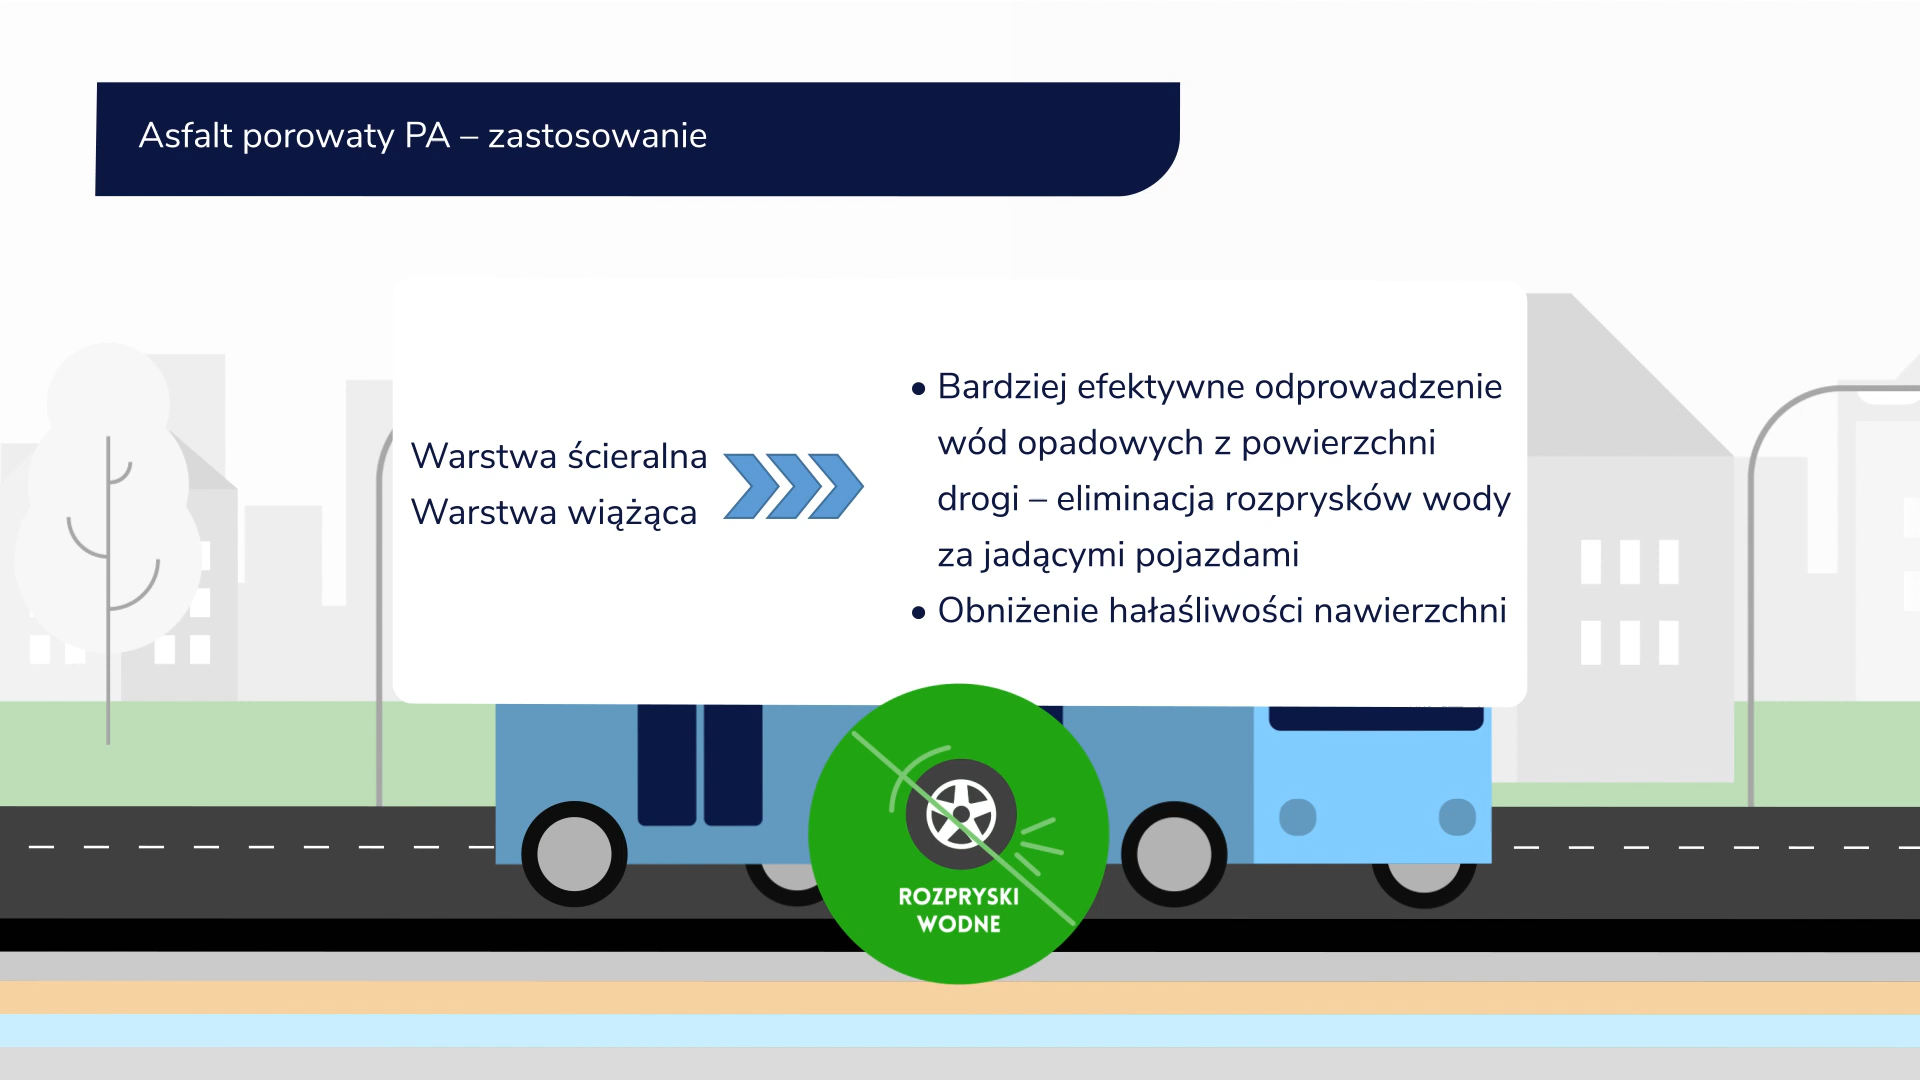 Asfalt porowaty PA – zastosowanie
Warstwa ścieralna
Warstwa wiążąca
• Bardziej efektywne odprowadzenie
wód opadowych z powierzchni
drogi – eliminacja rozprysków wody
za jadącymi pojazdami
• Obniżenie hałaśliwości nawierzchni
ROZPRYSKI
WODNE